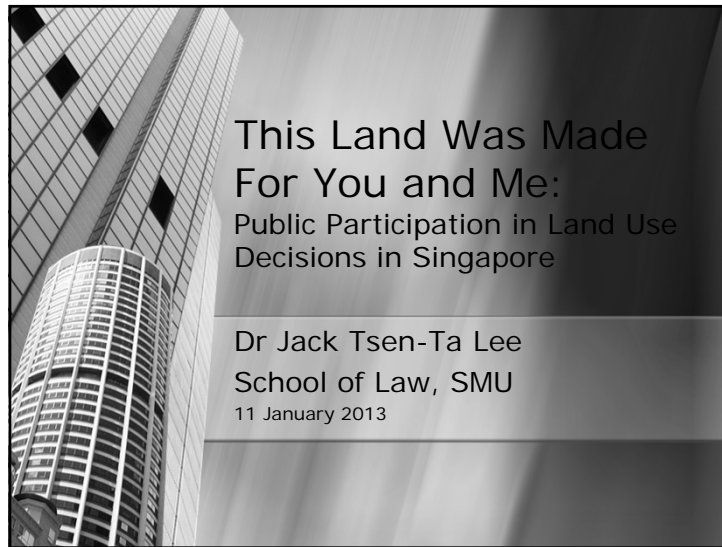 This Land Was Made
For You and Me:
Public Participation in Land Use
Decisions in Singapore
Dr Jack Tsen-Ta Lee
School of Law, SMU
11 January 2013